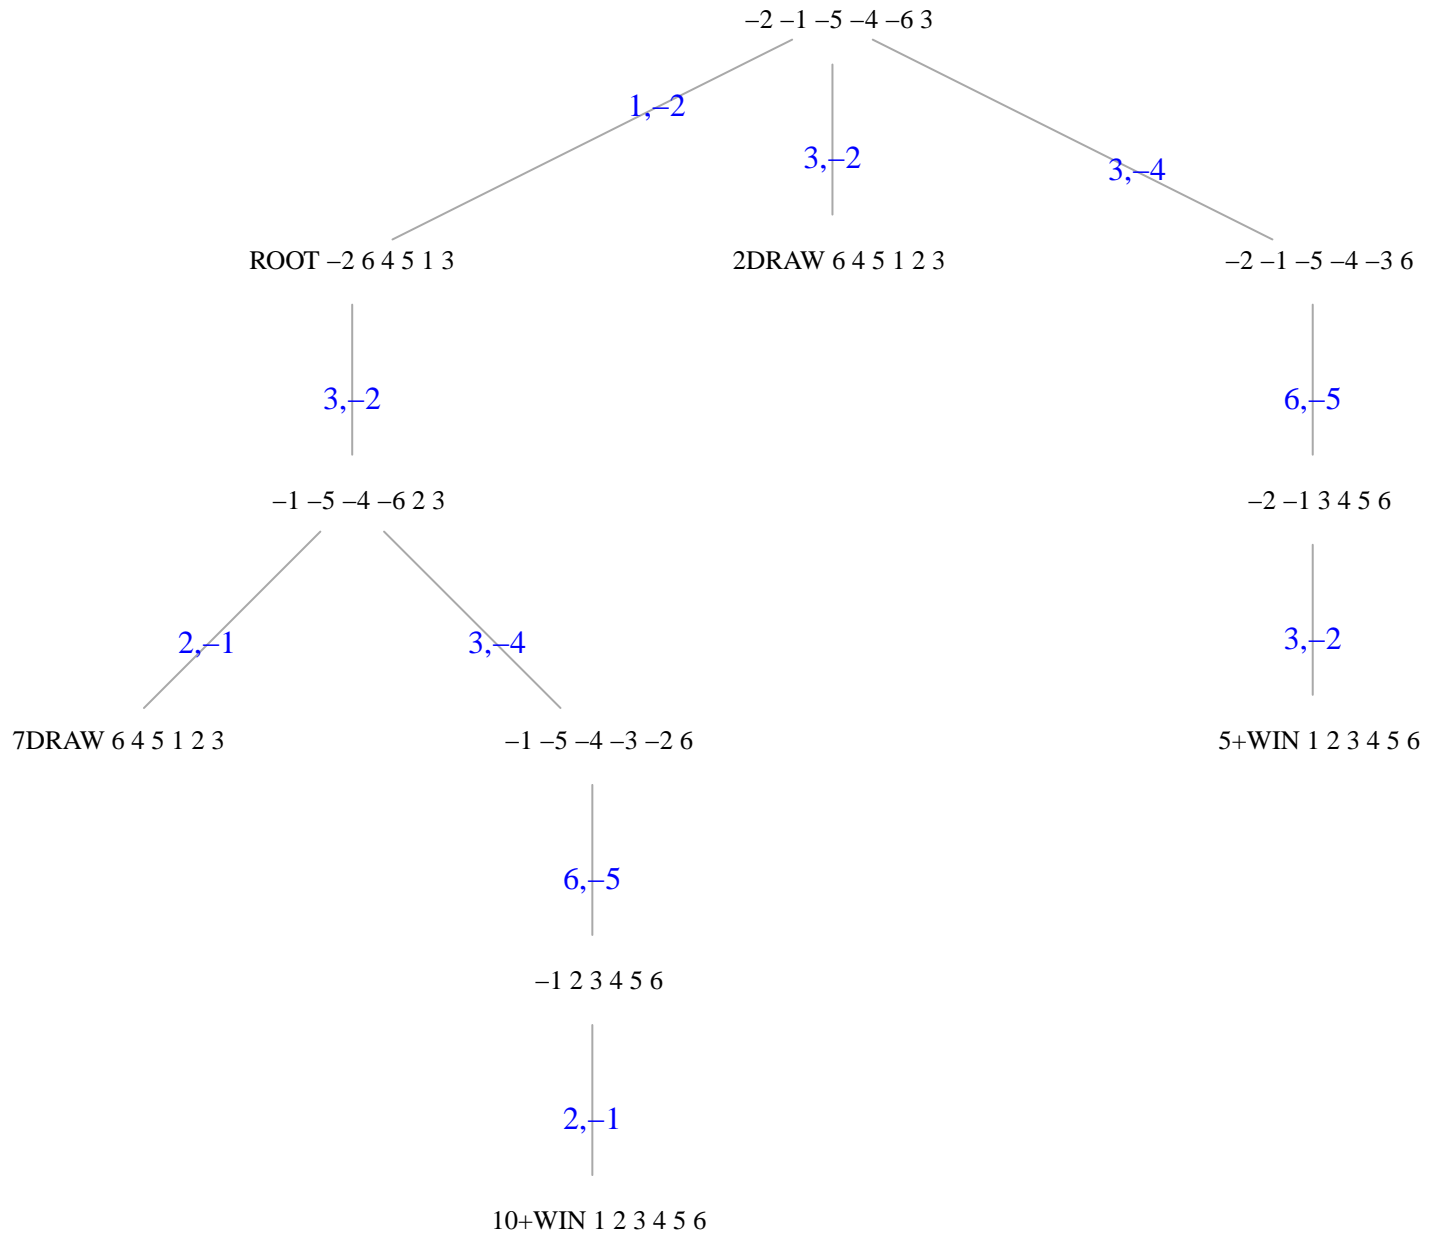 –2 –1 –5 –4 –6 3
1,–2
3,–2
3,–4
ROOT –2 6 4 5 1 3
2DRAW 6 4 5 1 2 3
–2 –1 –5 –4 –3 6
3,–2
6,–5
–1 –5 –4 –6 2 3
–2 –1 3 4 5 6
2,–1
3,–4
3,–2
7DRAW 6 4 5 1 2 3
–1 –5 –4 –3 –2 6
5+WIN 1 2 3 4 5 6
6,–5
–1 2 3 4 5 6
2,–1
10+WIN 1 2 3 4 5 6